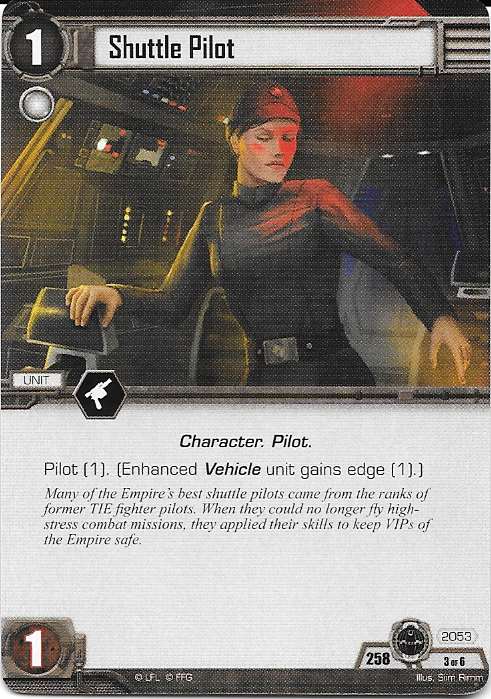 1
Shuttle Pilot
UNIT
Character. Pilot.
Pilot (1). (Enhanced Vehicle unit gains edge (1).)
Many of the Empire's best shuttle pilots came from the ranks of
former TIE fighter pilots. When they could no longer fly high-
stress combat missions, they applied their skills to keep VIPs of
the Empire safe.
1
2053
258
3 OF 6
© LFL © FFG
Illus. Siim Rimm